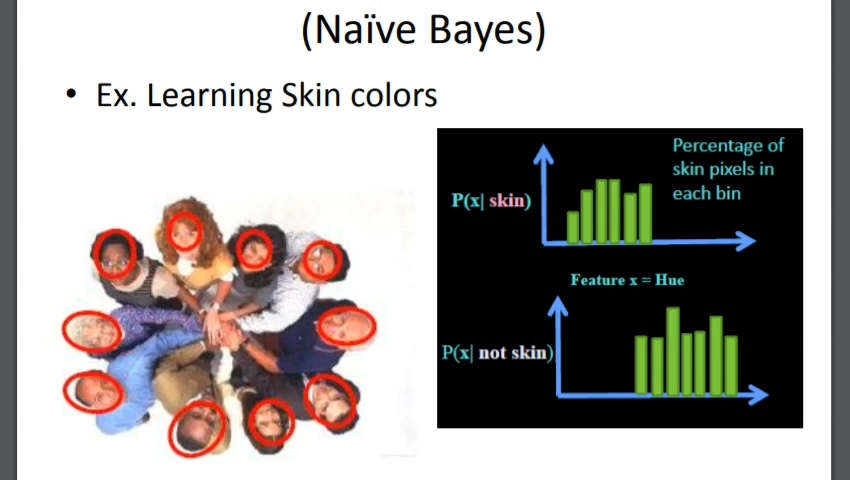 (Naïve Bayes)
• Ex. Learning Skin colors
Percentage of
skin pixels in
each bin
P(x| skin)
Feature x = Hue
P(x| not skin)